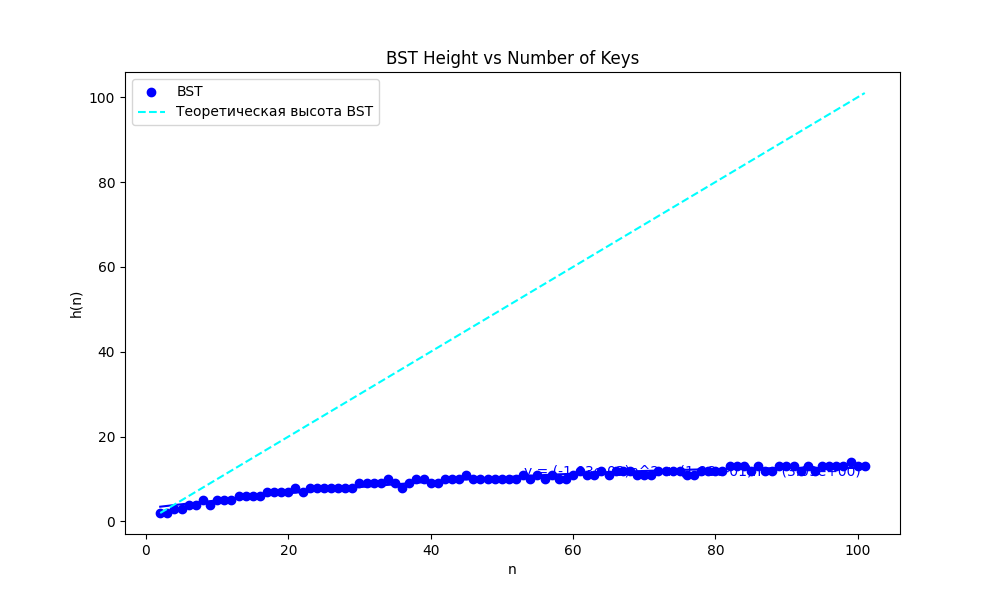 BST Height vs Number of Keys
BST
Теоретическая высота BST
h(n)
100
80
60
40
20
0
0 20 40 60 80 100
n
y =